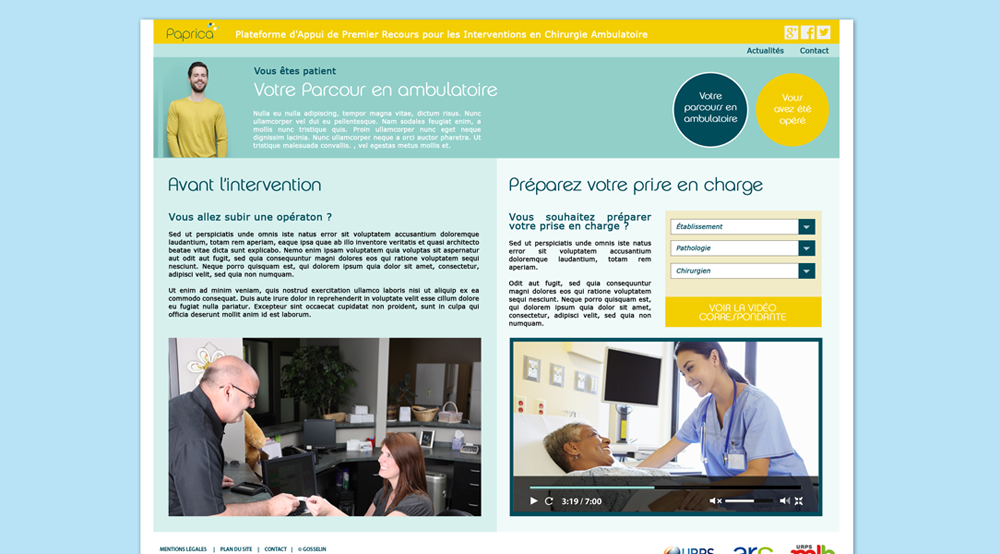 Paprica
Plateforme d'Appui de Premier Recours pour les Interventions en Chirurgie Ambulatoire
Actualités Contact
Vous êtes patient
Votre Parcour en ambulatoire
Nulla eu nulla adipiscing, tempor magna vitae, dictum risus. Nunc
ullamcorper vel dui eu pellentesque. Nam sodales feugiat enim, a
mollis nunc tristique quis. Proin ullamcorper nunc eget neque
dignissim lacinia. Nunc ullamcorper neque a orci auctor pharetra. Ut
tristique malesuada convallis. , vel egestas metus mollis et.
Votre
parcours en
ambulatoire
Vous
avez été
opéré
Avant l'intervention
Vous allez subir une opératon ?
Sed ut perspiciatis unde omnis iste natus error sit voluptatem accusantium doloremque
laudantium, totam rem aperiam, eaque ipsa quae ab illo inventore veritatis et quasi architecto
beatae vitae dicta sunt explicabo. Nemo enim ipsam voluptatem quia voluptas sit aspernatur
aut odit aut fugit, sed quia consequuntur magni dolores eos qui ratione voluptatem sequi
nesciunt. Neque porro quisquam est, qui dolorem ipsum quia dolor sit amet, consectetur,
adipisci velit, sed quia non numquam.
Ut enim ad minim veniam, quis nostrud exercitation ullamco laboris nisi ut aliquip ex ea
commodo consequat. Duis aute irure dolor in reprehenderit in voluptate velit esse cillum dolore
eu fugiat nulla pariatur. Excepteur sint occaecat cupidatat non proident, sunt in culpa qui
officia deserunt mollit anim id est laborum.
Préparez votre prise en charge
Vous souhaitez préparer
votre prise en charge ?
Sed ut perspiciatis unde omnis iste natus
error sit voluptatem accusantium
doloremque laudantium, totam rem
aperiam.
Odit aut fugit, sed quia consequuntur
magni dolores eos qui ratione voluptatem
sequi nesciunt. Neque porro quisquam est,
qui dolorem ipsum quia dolor sit amet,
consectetur, adipisci velit, sed quia non
numquam.
Établissement
Pathologie
Chirurgien
VOIR LA VIDÉO
CORRESPONDANTE
3:19 / 7:00
MENTIONS LÉGALES | PLAN DU SITE | CONTACT | © GOSSELIN
URPS
URPS